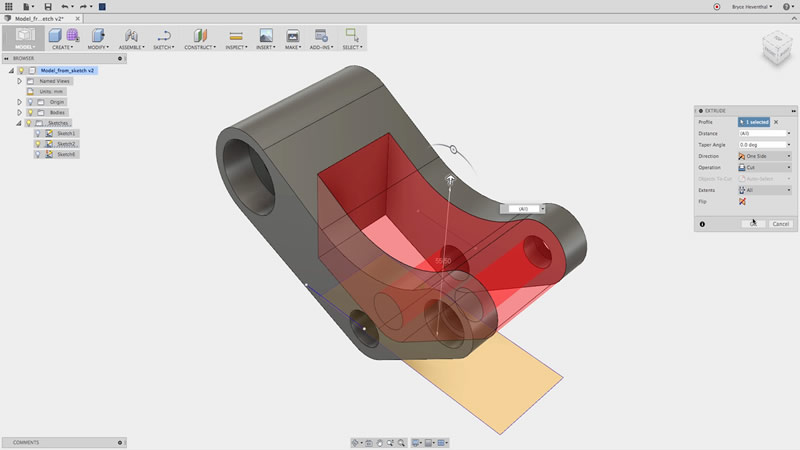 Bryce Heventhal
Model_fr...etch v2*
MODEL
CREATE
MODIFY
ASSEMBLE
SKETCH
CONSTRUCT
INSPECT
INSERT
MAKE
ADD-INS
SELECT
BROWSER
Model_from_sketch v2
Named Views
Units: mm
Origin
Bodies
Sketches
Sketch1
Sketch2
Sketch6
EXTRUDE
Profile 1 selected
Distance (All)
Taper Angle 0.0 deg
Direction One Side
Operation Cut
Objects To Cut Auto-Select
Extents All
Flip
OK Cancel
(All)
COMMENTS